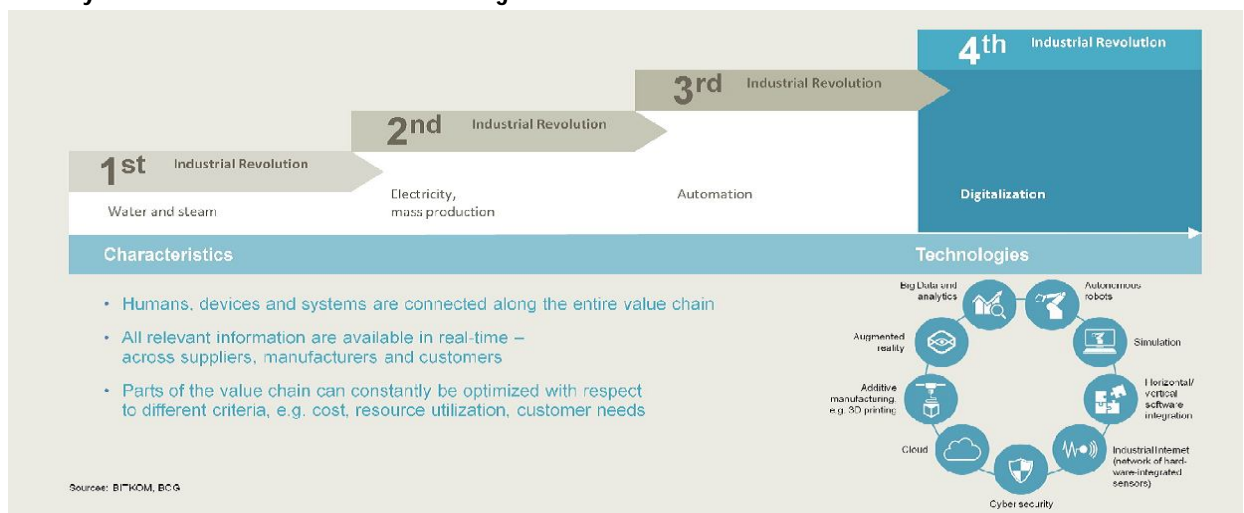 1st Industrial Revolution
Water and steam
2nd Industrial Revolution
Electricity,
mass production
3rd Industrial Revolution
Automation
4th Industrial Revolution
Digitalization
Characteristics
• Humans, devices and systems are connected along the entire value chain
• All relevant information are available in real-time –
across suppliers, manufacturers and customers
• Parts of the value chain can constantly be optimized with respect
to different criteria, e.g. cost, resource utilization, customer needs
Technologies
Big Data and
analytics
Autonomous
robots
Augmented
reality
Simulation
Additive
manufacturing,
e.g. 3D printing
Horizontal/
vertical
software
integration
Cloud
Industrial Internet
(network of hard-
ware-integrated
sensors)
Cyber security
Sources: BITKOM, BCG